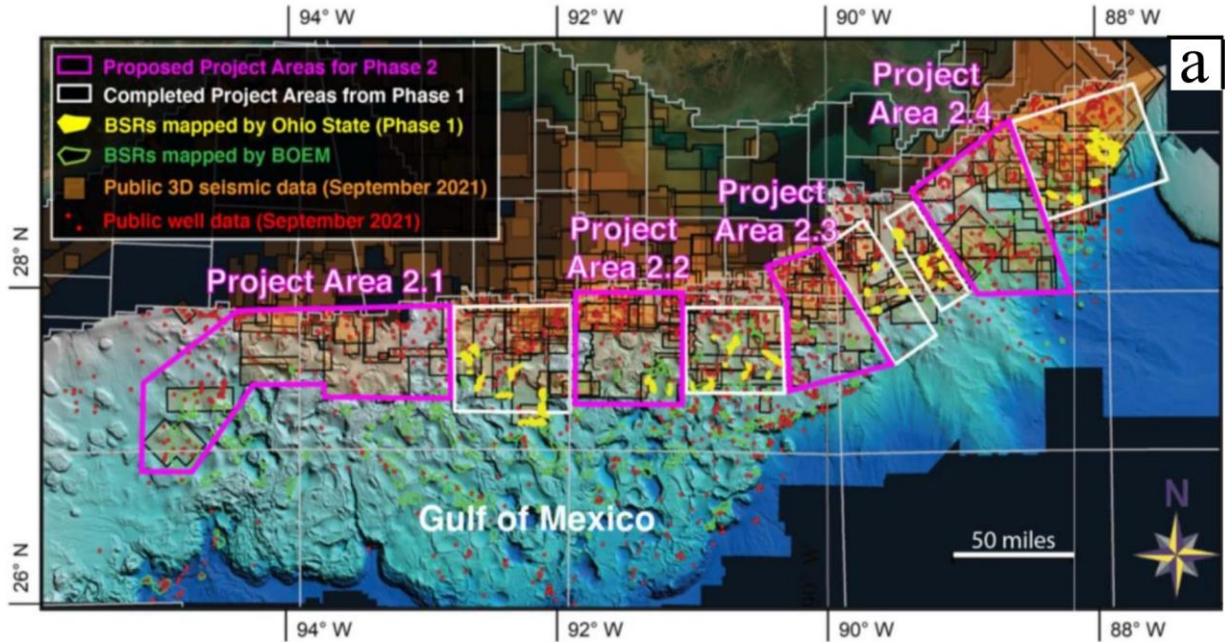 94° W 92° W 90° W 88° W
a
Proposed Project Areas for Phase 2
Completed Project Areas from Phase 1
BSRs mapped by Ohio State (Phase 1)
BSRs mapped by BOEM
Public 3D seismic data (September 2021)
Public well data (September 2021)
Project
Area 2.4
Project
Area 2.3
Project
Area 2.2
Project Area 2.1
28° N
26° N
Gulf of Mexico
N
50 miles
90° W
94° W 92° W 90° W 88° W